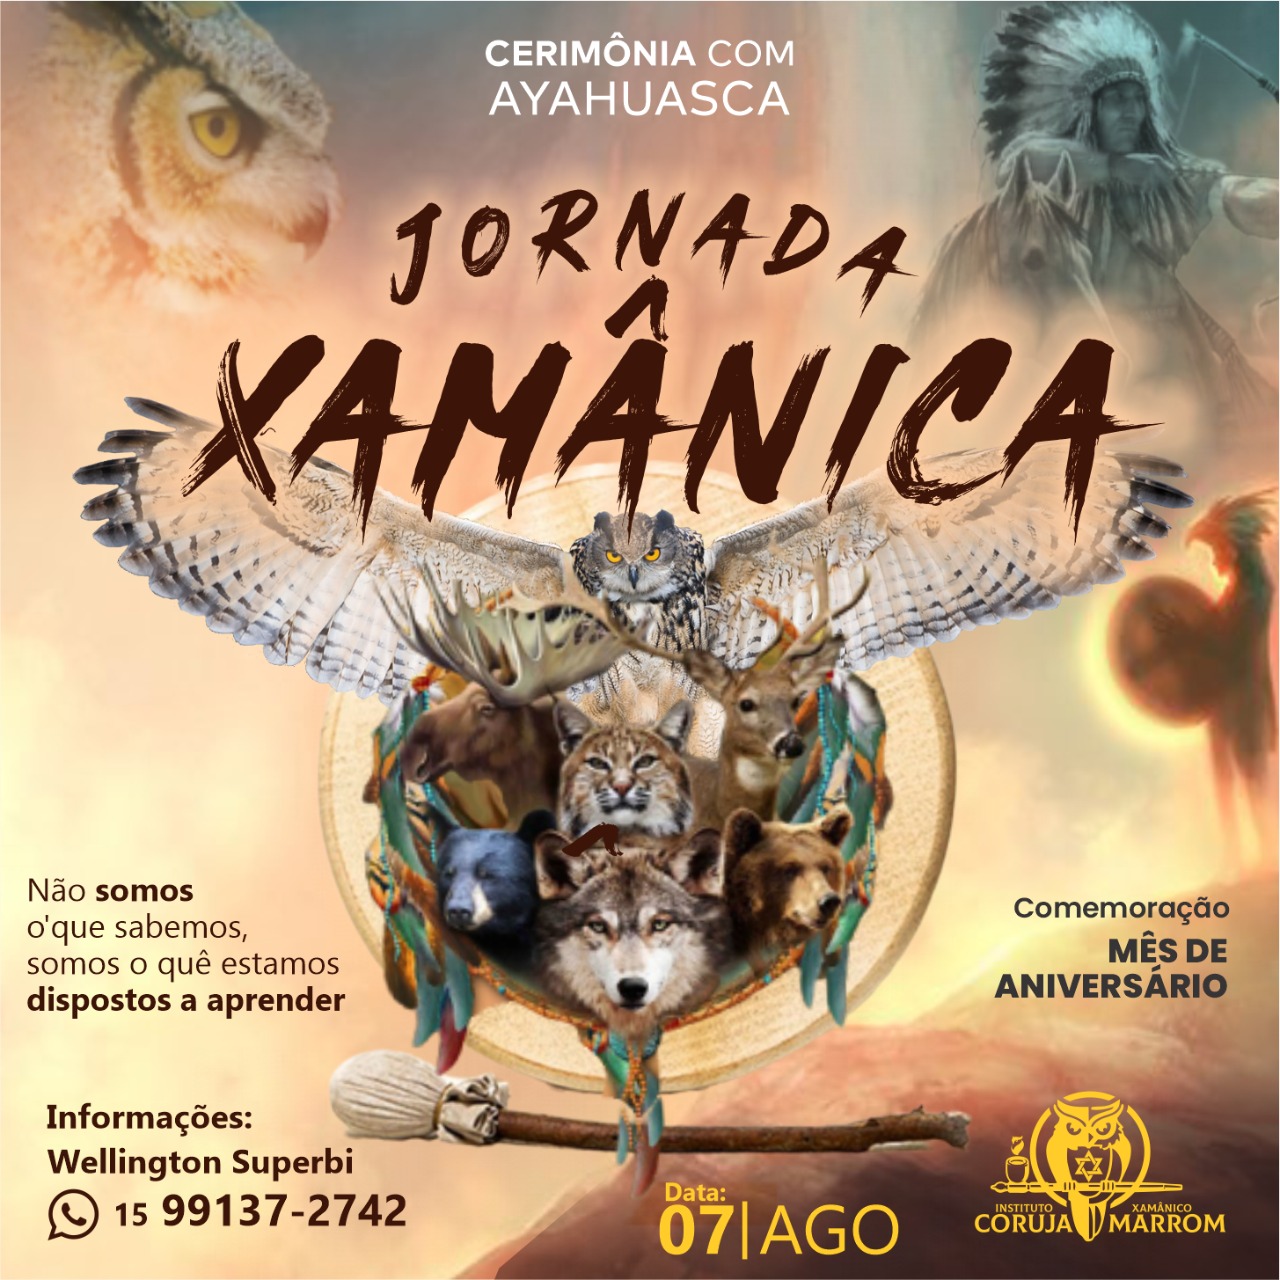 CERIMÔNIA COM
AYAHUASCA
JORNADA
XAMÂNICA
Não somos
o'que sabemos,
somos o quê estamos
dispostos a aprender
Comemoração
MÊS DE
ANIVERSÁRIO
Informações:
Wellington Superbi
15 99137-2742
Data:
07|AGO
INSTITUTO XAMÂNICO
CORUJA MARROM